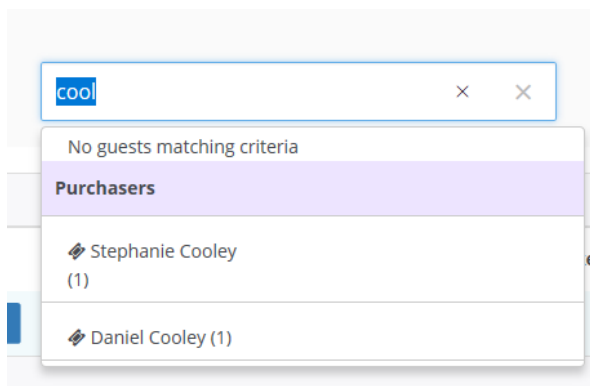 cool
No guests matching criteria
Purchasers
Stephanie Cooley
(1)
Daniel Cooley (1)